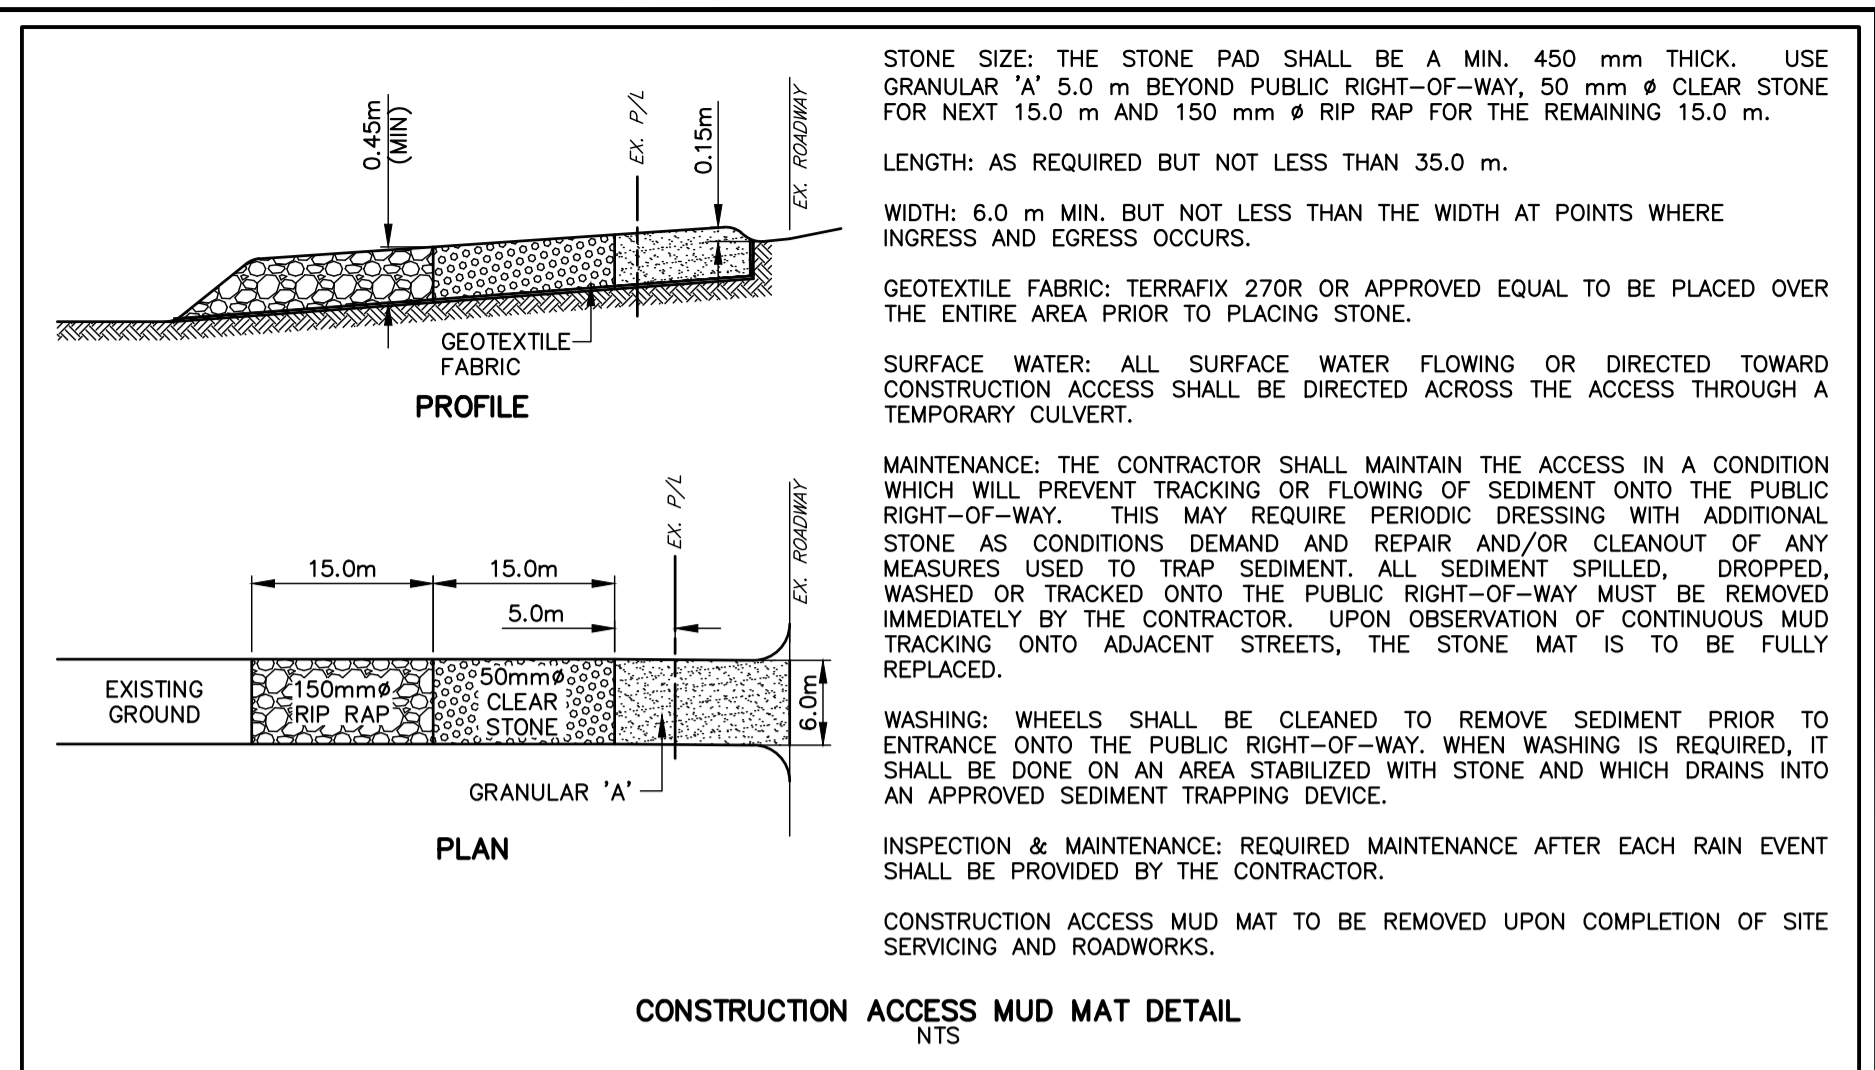 0.45m
(MIN)
EX. P/L
0.15m
EX. ROADWAY
GEOTEXTILE
FABRIC
PROFILE
15.0m
15.0m
5.0m
EX. P/L
EX. ROADWAY
EXISTING
GROUND
150mmø
RIP RAP
50mmø
CLEAR
STONE
6.0m
GRANULAR 'A'
PLAN
STONE SIZE: THE STONE PAD SHALL BE A MIN. 450 mm THICK. USE
GRANULAR 'A' 5.0 m BEYOND PUBLIC RIGHT-OF-WAY, 50 mm ø CLEAR STONE
FOR NEXT 15.0 m AND 150 mm ø RIP RAP FOR THE REMAINING 15.0 m.
LENGTH: AS REQUIRED BUT NOT LESS THAN 35.0 m.
WIDTH: 6.0 m MIN. BUT NOT LESS THAN THE WIDTH AT POINTS WHERE
INGRESS AND EGRESS OCCURS.
GEOTEXTILE FABRIC: TERRAFIX 270R OR APPROVED EQUAL TO BE PLACED OVER
THE ENTIRE AREA PRIOR TO PLACING STONE.
SURFACE WATER: ALL SURFACE WATER FLOWING OR DIRECTED TOWARD
CONSTRUCTION ACCESS SHALL BE DIRECTED ACROSS THE ACCESS THROUGH A
TEMPORARY CULVERT.
MAINTENANCE: THE CONTRACTOR SHALL MAINTAIN THE ACCESS IN A CONDITION
WHICH WILL PREVENT TRACKING OR FLOWING OF SEDIMENT ONTO THE PUBLIC
RIGHT-OF-WAY. THIS MAY REQUIRE PERIODIC DRESSING WITH ADDITIONAL
STONE AS CONDITIONS DEMAND AND REPAIR AND/OR CLEANOUT OF ANY
MEASURES USED TO TRAP SEDIMENT. ALL SEDIMENT SPILLED, DROPPED,
WASHED OR TRACKED ONTO THE PUBLIC RIGHT-OF-WAY MUST BE REMOVED
IMMEDIATELY BY THE CONTRACTOR. UPON OBSERVATION OF CONTINUOUS MUD
TRACKING ONTO ADJACENT STREETS, THE STONE MAT IS TO BE FULLY
REPLACED.
WASHING: WHEELS SHALL BE CLEANED TO REMOVE SEDIMENT PRIOR TO
ENTRANCE ONTO THE PUBLIC RIGHT-OF-WAY. WHEN WASHING IS REQUIRED, IT
SHALL BE DONE ON AN AREA STABILIZED WITH STONE AND WHICH DRAINS INTO
AN APPROVED SEDIMENT TRAPPING DEVICE.
INSPECTION & MAINTENANCE: REQUIRED MAINTENANCE AFTER EACH RAIN EVENT
SHALL BE PROVIDED BY THE CONTRACTOR.
CONSTRUCTION ACCESS MUD MAT TO BE REMOVED UPON COMPLETION OF SITE
SERVICING AND ROADWORKS.
CONSTRUCTION ACCESS MUD MAT DETAIL
NTS